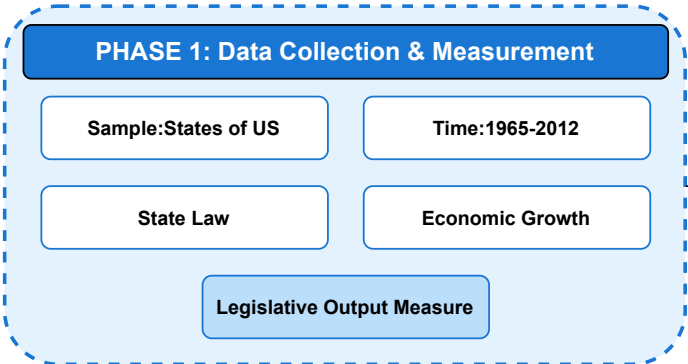 PHASE 1: Data Collection & Measurement
Sample:States of US
Time:1965-2012
State Law
Economic Growth
Legislative Output Measure